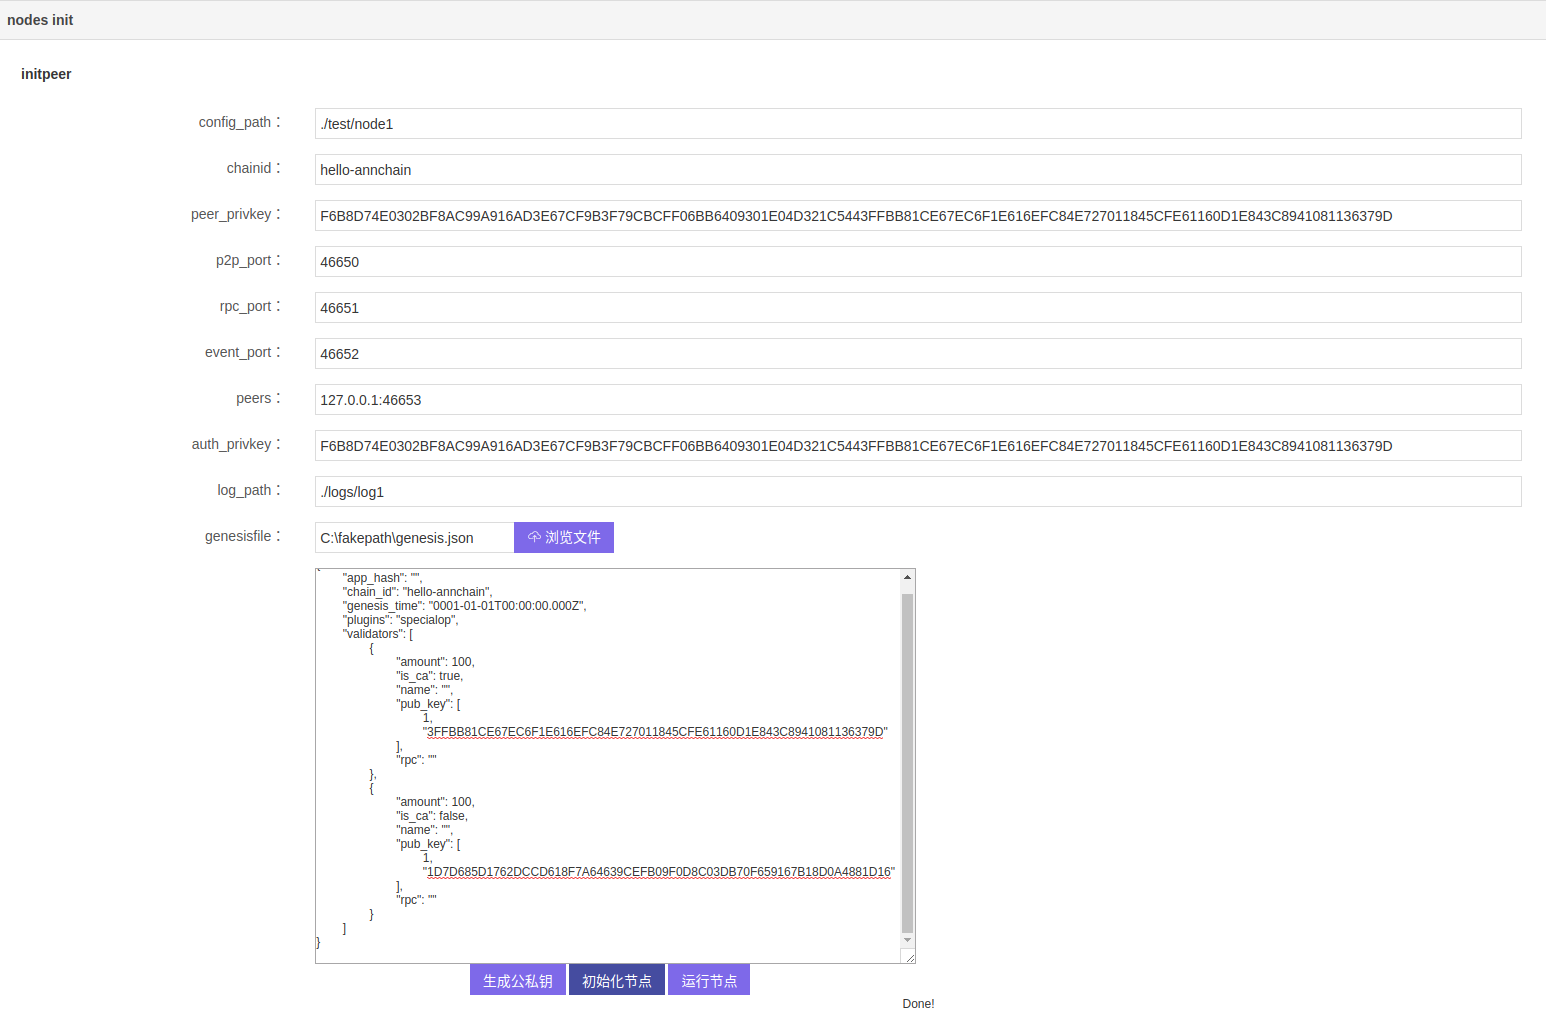 nodes init
initpeer
config_path： ./test/node1
chainid： hello-annchain
peer_privkey： F6B8D74E0302BF8AC99A916AD3E67CF9B3F79CBCFF06BB6409301E04D321C5443FFBB81CE67EC6F1E616EFC84E727011845CFE61160D1E843C8941081136379D
p2p_port： 46650
rpc_port： 46651
event_port： 46652
peers： 127.0.0.1:46653
auth_privkey： F6B8D74E0302BF8AC99A916AD3E67CF9B3F79CBCFF06BB6409301E04D321C5443FFBB81CE67EC6F1E616EFC84E727011845CFE61160D1E843C8941081136379D
log_path： ./logs/log1
genesisfile： C:\fakepath\genesis.json 浏览文件
"app_hash": "",
"chain_id": "hello-annchain",
"genesis_time": "0001-01-01T00:00:00.000Z",
"plugins": "specialop",
"validators": [
{
"amount": 100,
"is_ca": true,
"name": "",
"pub_key": [
1,
"3FFBB81CE67EC6F1E616EFC84E727011845CFE61160D1E843C8941081136379D"
],
"rpc": ""
},
{
"amount": 100,
"is_ca": false,
"name": "",
"pub_key": [
1,
"1D7D685D1762DCCD618F7A64639CEFB09F0D8C03DB70F659167B18D0A4881D16"
],
"rpc": ""
}
]
}
生成公私钥 初始化节点 运行节点
Done!